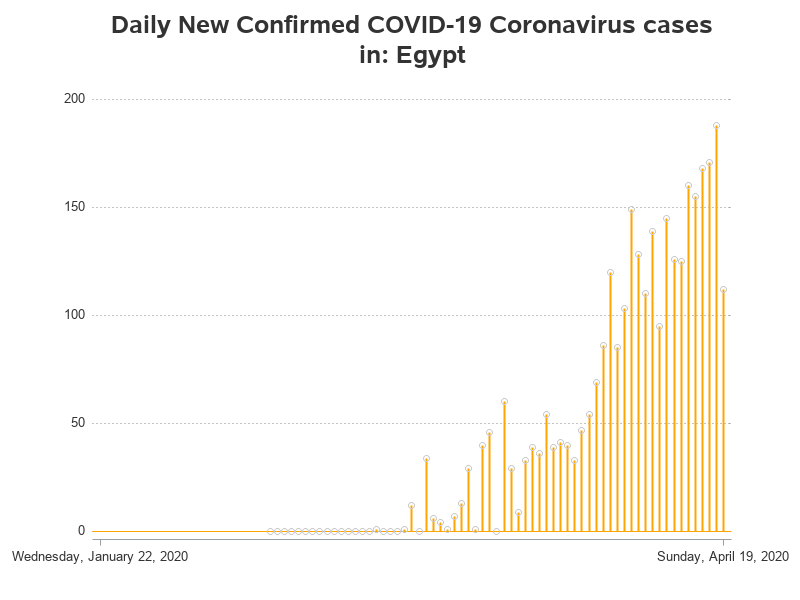 Daily New Confirmed COVID-19 Coronavirus cases
in: Egypt
200
150
100
50
0
Wednesday, January 22, 2020
Sunday, April 19, 2020